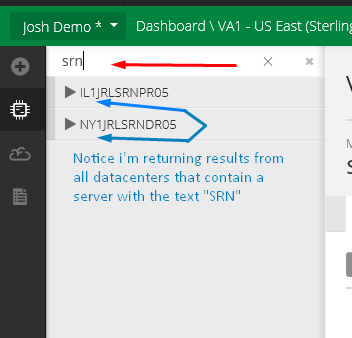 Josh Demo * Dashboard \ VA1 - US East (Sterling
srn
IL1JRLSRNPR05
NY1JRLSRNDR05
Notice i'm returning results from
all datacenters that contain a
server with the text "SRN"